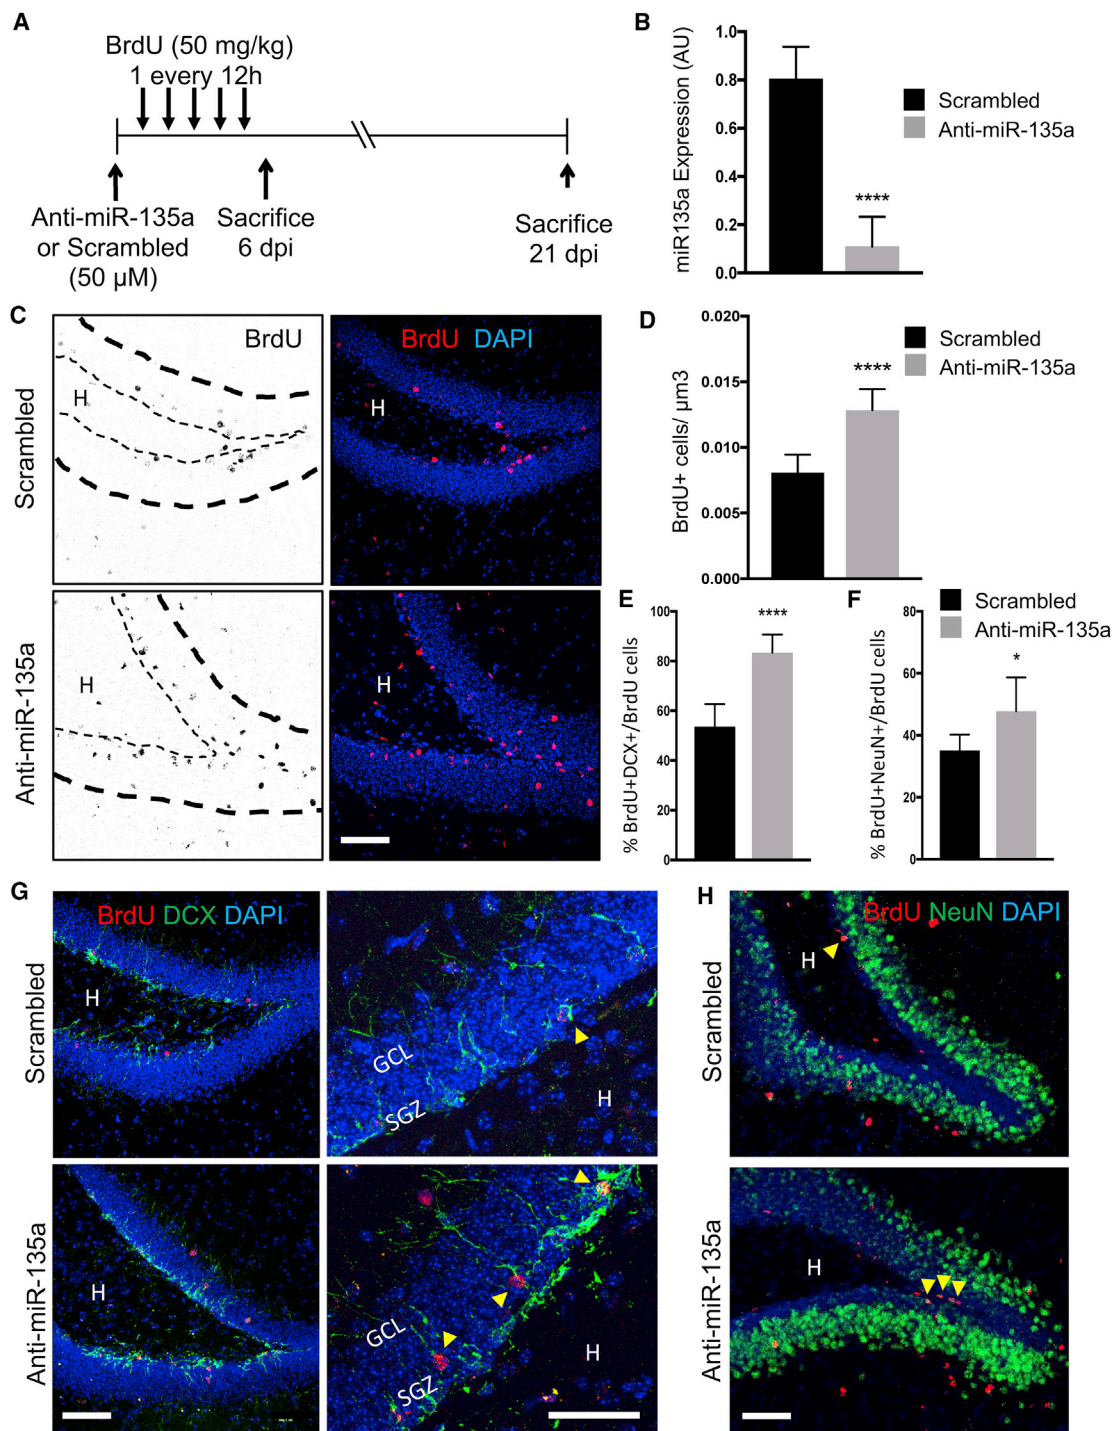 A
BrdU (50 mg/kg)
1 every 12h
Anti-miR-135a
or Scrambled
(50 µM)
Sacrifice
6 dpi
Sacrifice
21 dpi
B
miR135a Expression (AU)
1.0
0.8
0.6
0.4
0.2
0.0
****
Scrambled
Anti-miR-135a
C
Scrambled
BrdU
H
BrdU DAPI
H
Anti-miR-135a
H
H
D
BrdU+ cells/ µm3
0.020
0.015
0.010
0.005
0.000
****
Scrambled
Anti-miR-135a
E
% BrdU+DCX+/BrdU cells
100
80
60
40
20
0
****
F
% BrdU+NeuN+/BrdU cells
80
60
40
20
0
*
Scrambled
Anti-miR-135a
G
Scrambled
BrdU DCX DAPI
H
GCL
SGZ
H
Anti-miR-135a
H
GCL
SGZ
H
H
Scrambled
BrdU NeuN DAPI
H
Anti-miR-135a
H